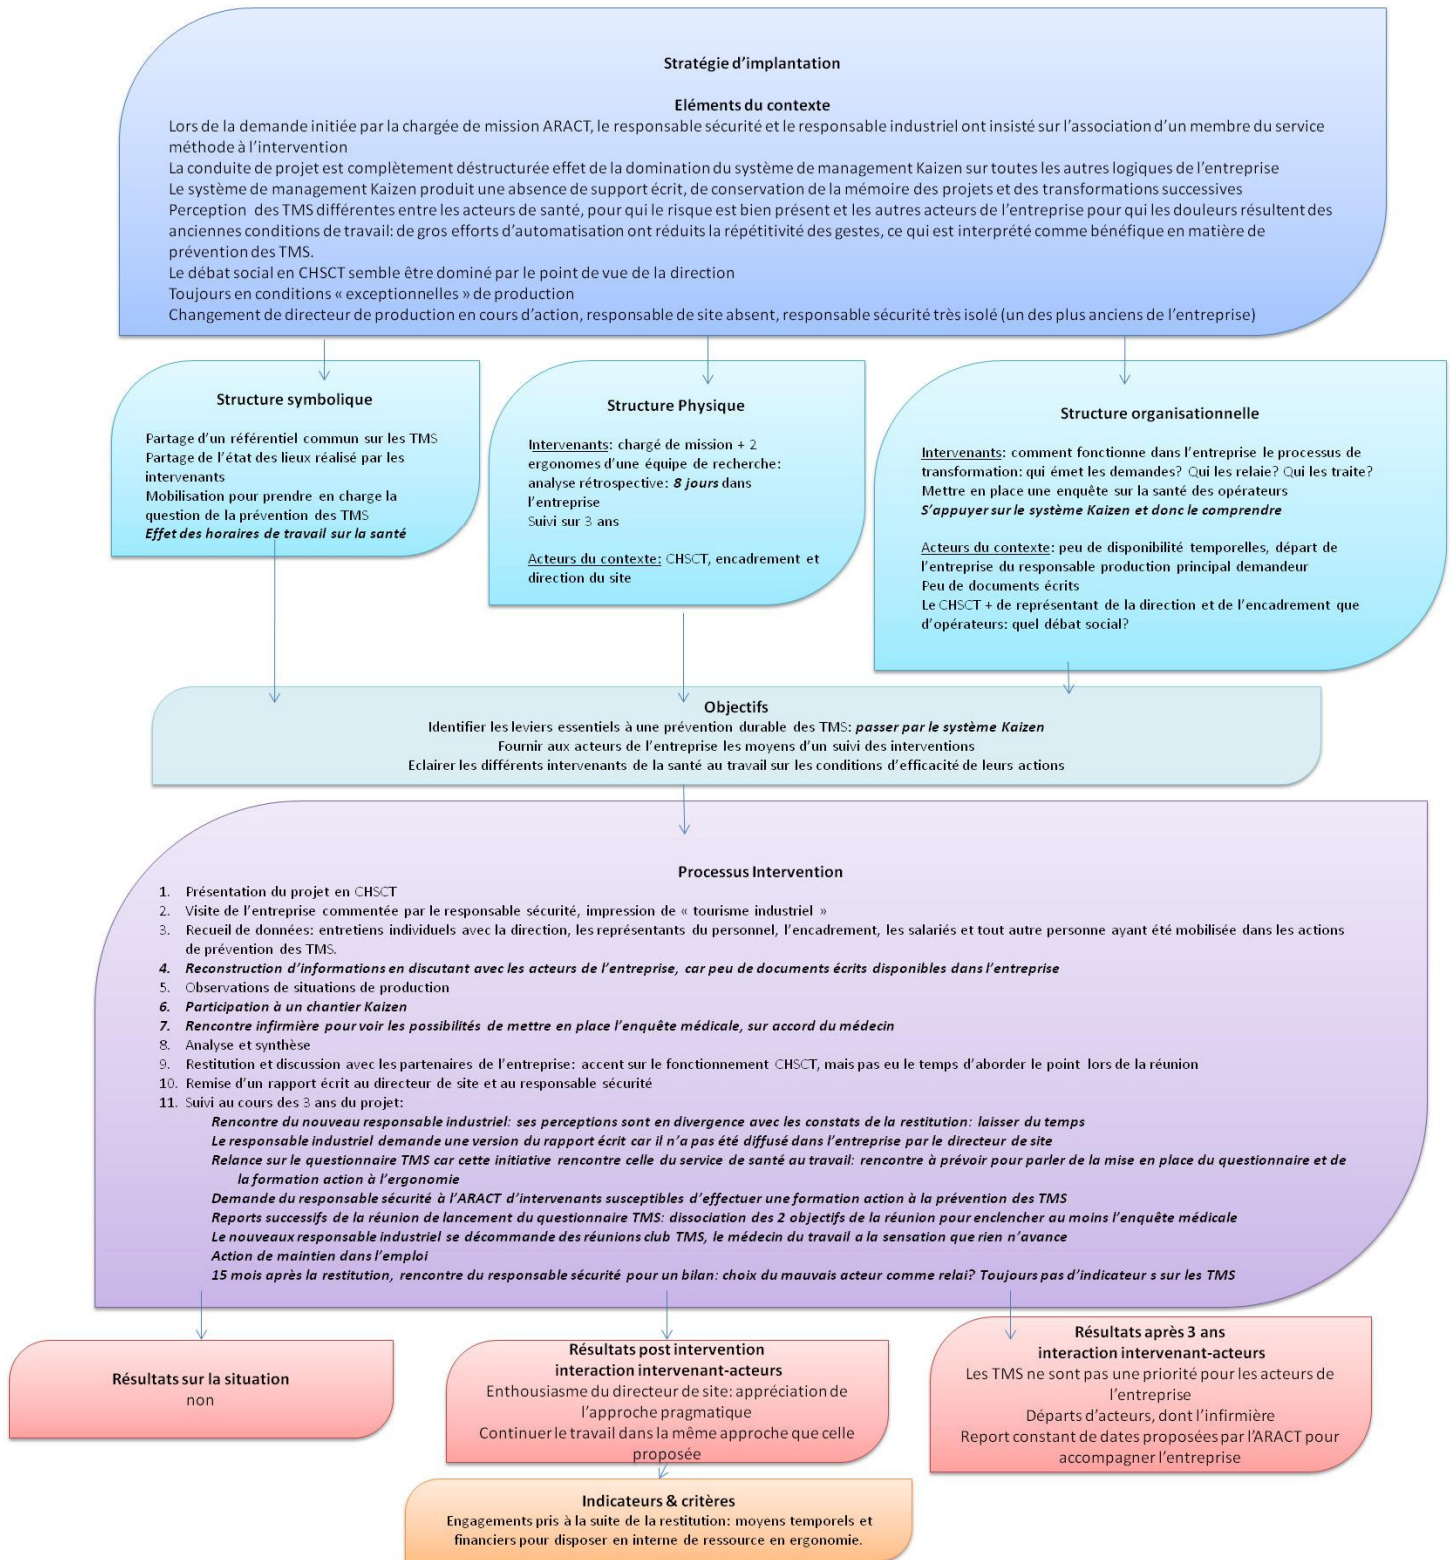 Stratégie d’implantation
Eléments du contexte
Lors de la demande initiée par la chargée de mission ARACT, le responsable sécurité et le responsable industriel ont insisté sur l’association d’un membre du service
méthode à l’intervention
La conduite de projet est complètement déstructurée effet de la domination du système de management Kaizen sur toutes les autres logiques de l’entreprise
Le système de management Kaizen produit une absence de support écrit, de conservation de la mémoire des projets et des transformations successives
Perception des TMS différentes entre les acteurs de santé, pour qui le risque est bien présent et les autres acteurs de l’entreprise pour qui les douleurs résultent des
anciennes conditions de travail: de gros efforts d’automatisation ont réduits la répétitivité des gestes, ce qui est interprété comme bénéfique en matière de
prévention des TMS.
Le débat social en CHSCT semble être dominé par le point de vue de la direction
Toujours en conditions « exceptionnelles » de production
Changement de directeur de production en cours d’action, responsable de site absent, responsable sécurité très isolé (un des plus anciens de l’entreprise)
Structure symbolique
Partage d’un référentiel commun sur les TMS
Partage de l’état des lieux réalisé par les
intervenants
Mobilisation pour prendre en charge la
question de la prévention des TMS
Effet des horaires de travail sur la santé
Structure Physique
Intervenants: chargé de mission + 2
ergonomes d’une équipe de recherche:
analyse rétrospective: 8 jours dans
l’entreprise
Suivi sur 3 ans
Acteurs du contexte: CHSCT, encadrement et
direction du site
Structure organisationnelle
Intervenants: comment fonctionne dans l’entreprise le processus de
transformation: qui émet les demandes? Qui les relaie? Qui les traite?
Mettre en place une enquête sur la santé des opérateurs
S’appuyer sur le système Kaizen et donc le comprendre
Acteurs du contexte: peu de disponibilité temporelles, départ de
l’entreprise du responsable production principal demandeur
Peu de documents écrits
Le CHSCT + de représentant de la direction et de l’encadrement que
d’opérateurs: quel débat social?
Objectifs
Identifier les leviers essentiels à une prévention durable des TMS: passer par le système Kaizen
Fournir aux acteurs de l’entreprise les moyens d’un suivi des interventions
Eclairer les différents intervenants de la santé au travail sur les conditions d’efficacité de leurs actions
Processus Intervention
1. Présentation du projet en CHSCT
2. Visite de l’entreprise commentée par le responsable sécurité, impression de « tourisme industriel »
3. Recueil de données: entretiens individuels avec la direction, les représentants du personnel, l’encadrement, les salariés et tout autre personne ayant été mobilisée dans les actions
de prévention des TMS.
4. Reconstruction d’informations en discutant avec les acteurs de l’entreprise, car peu de documents écrits disponibles dans l’entreprise
5. Observations de situations de production
6. Participation à un chantier Kaizen
7. Rencontre infirmière pour voir les possibilités de mettre en place l’enquête médicale, sur accord du médecin
8. Analyse et synthèse
9. Restitution et discussion avec les partenaires de l’entreprise: accent sur le fonctionnement CHSCT, mais pas eu le temps d’aborder le point lors de la réunion
10. Remise d’un rapport écrit au directeur de site et au responsable sécurité
11. Suivi au cours des 3 ans du projet:
Rencontre du nouveau responsable industriel: ses perceptions sont en divergence avec les constats de la restitution: laisser du temps
Le responsable industriel demande une version du rapport écrit car il n’a pas été diffusé dans l’entreprise par le directeur de site
Relance sur le questionnaire TMS car cette initiative rencontre celle du service de santé au travail: rencontre à prévoir pour parler de la mise en place du questionnaire et de
la formation action à l’ergonomie
Demande du responsable sécurité à l’ARACT d’intervenants susceptibles d’effectuer une formation action à la prévention des TMS
Reports successifs de la réunion de lancement du questionnaire TMS: dissociation des 2 objectifs de la réunion pour enclencher au moins l’enquête médicale
Le nouveaux responsable industriel se décommande des réunions club TMS, le médecin du travail a la sensation que rien n’avance
Action de maintien dans l’emploi
15 mois après la restitution, rencontre du responsable sécurité pour un bilan: choix du mauvais acteur comme relai? Toujours pas d’indicateur s sur les TMS
Résultats sur la situation
non
Résultats post intervention
interaction intervenant-acteurs
Enthousiasme du directeur de site: appréciation de
l’approche pragmatique
Continuer le travail dans la même approche que celle
proposée
Résultats après 3 ans
interaction intervenant-acteurs
Les TMS ne sont pas une priorité pour les acteurs de
l’entreprise
Départs d’acteurs, dont l’infirmière
Report constant de dates proposées par l’ARACT pour
accompagner l’entreprise
Indicateurs & critères
Engagements pris à la suite de la restitution: moyens temporels et
financiers pour disposer en interne de ressource en ergonomie.